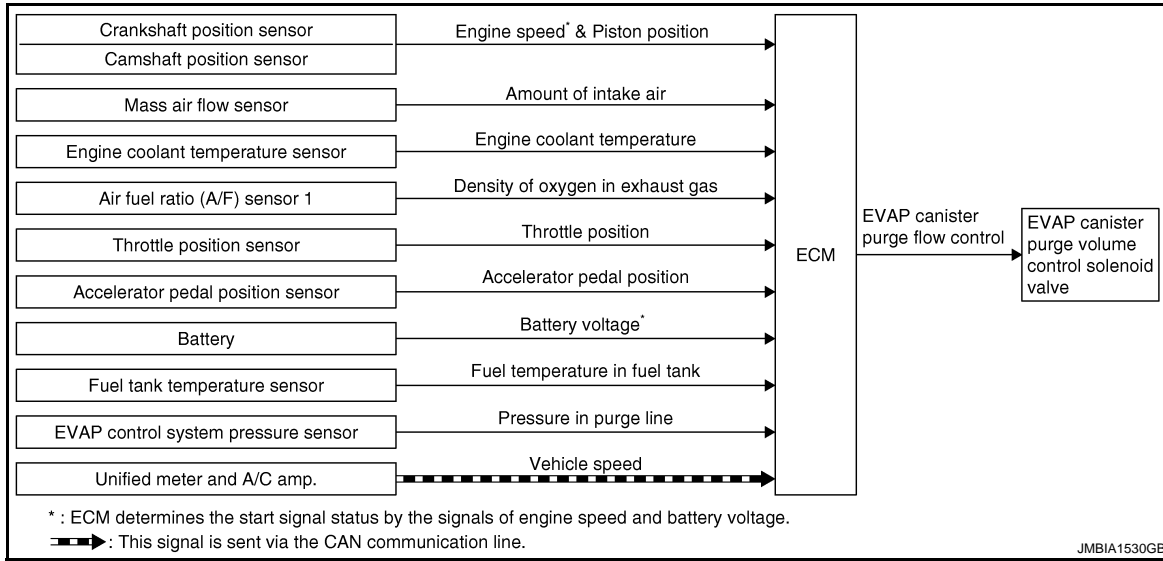 Crankshaft position sensor
Camshaft position sensor
Engine speed* & Piston position
Mass air flow sensor
Amount of intake air
Engine coolant temperature sensor
Engine coolant temperature
Air fuel ratio (A/F) sensor 1
Density of oxygen in exhaust gas
Throttle position sensor
Throttle position
Accelerator pedal position sensor
Accelerator pedal position
Battery
Battery voltage*
Fuel tank temperature sensor
Fuel temperature in fuel tank
EVAP control system pressure sensor
Pressure in purge line
Unified meter and A/C amp.
Vehicle speed
ECM
EVAP canister
purge flow control
EVAP canister
purge volume
control solenoid
valve
* : ECM determines the start signal status by the signals of engine speed and battery voltage.
: This signal is sent via the CAN communication line.
JMBIA1530GB